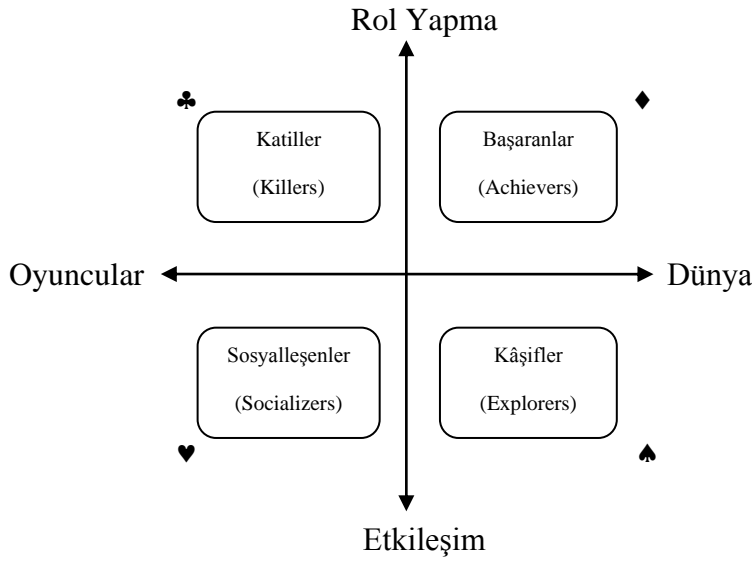 Rol Yapma
♣
♦
Katiller
(Killers)
Başaranlar
(Achievers)
Oyuncular
Dünya
Sosyalleşenler
(Socializers)
Kâşifler
(Explorers)
♥
♠
Etkileşim